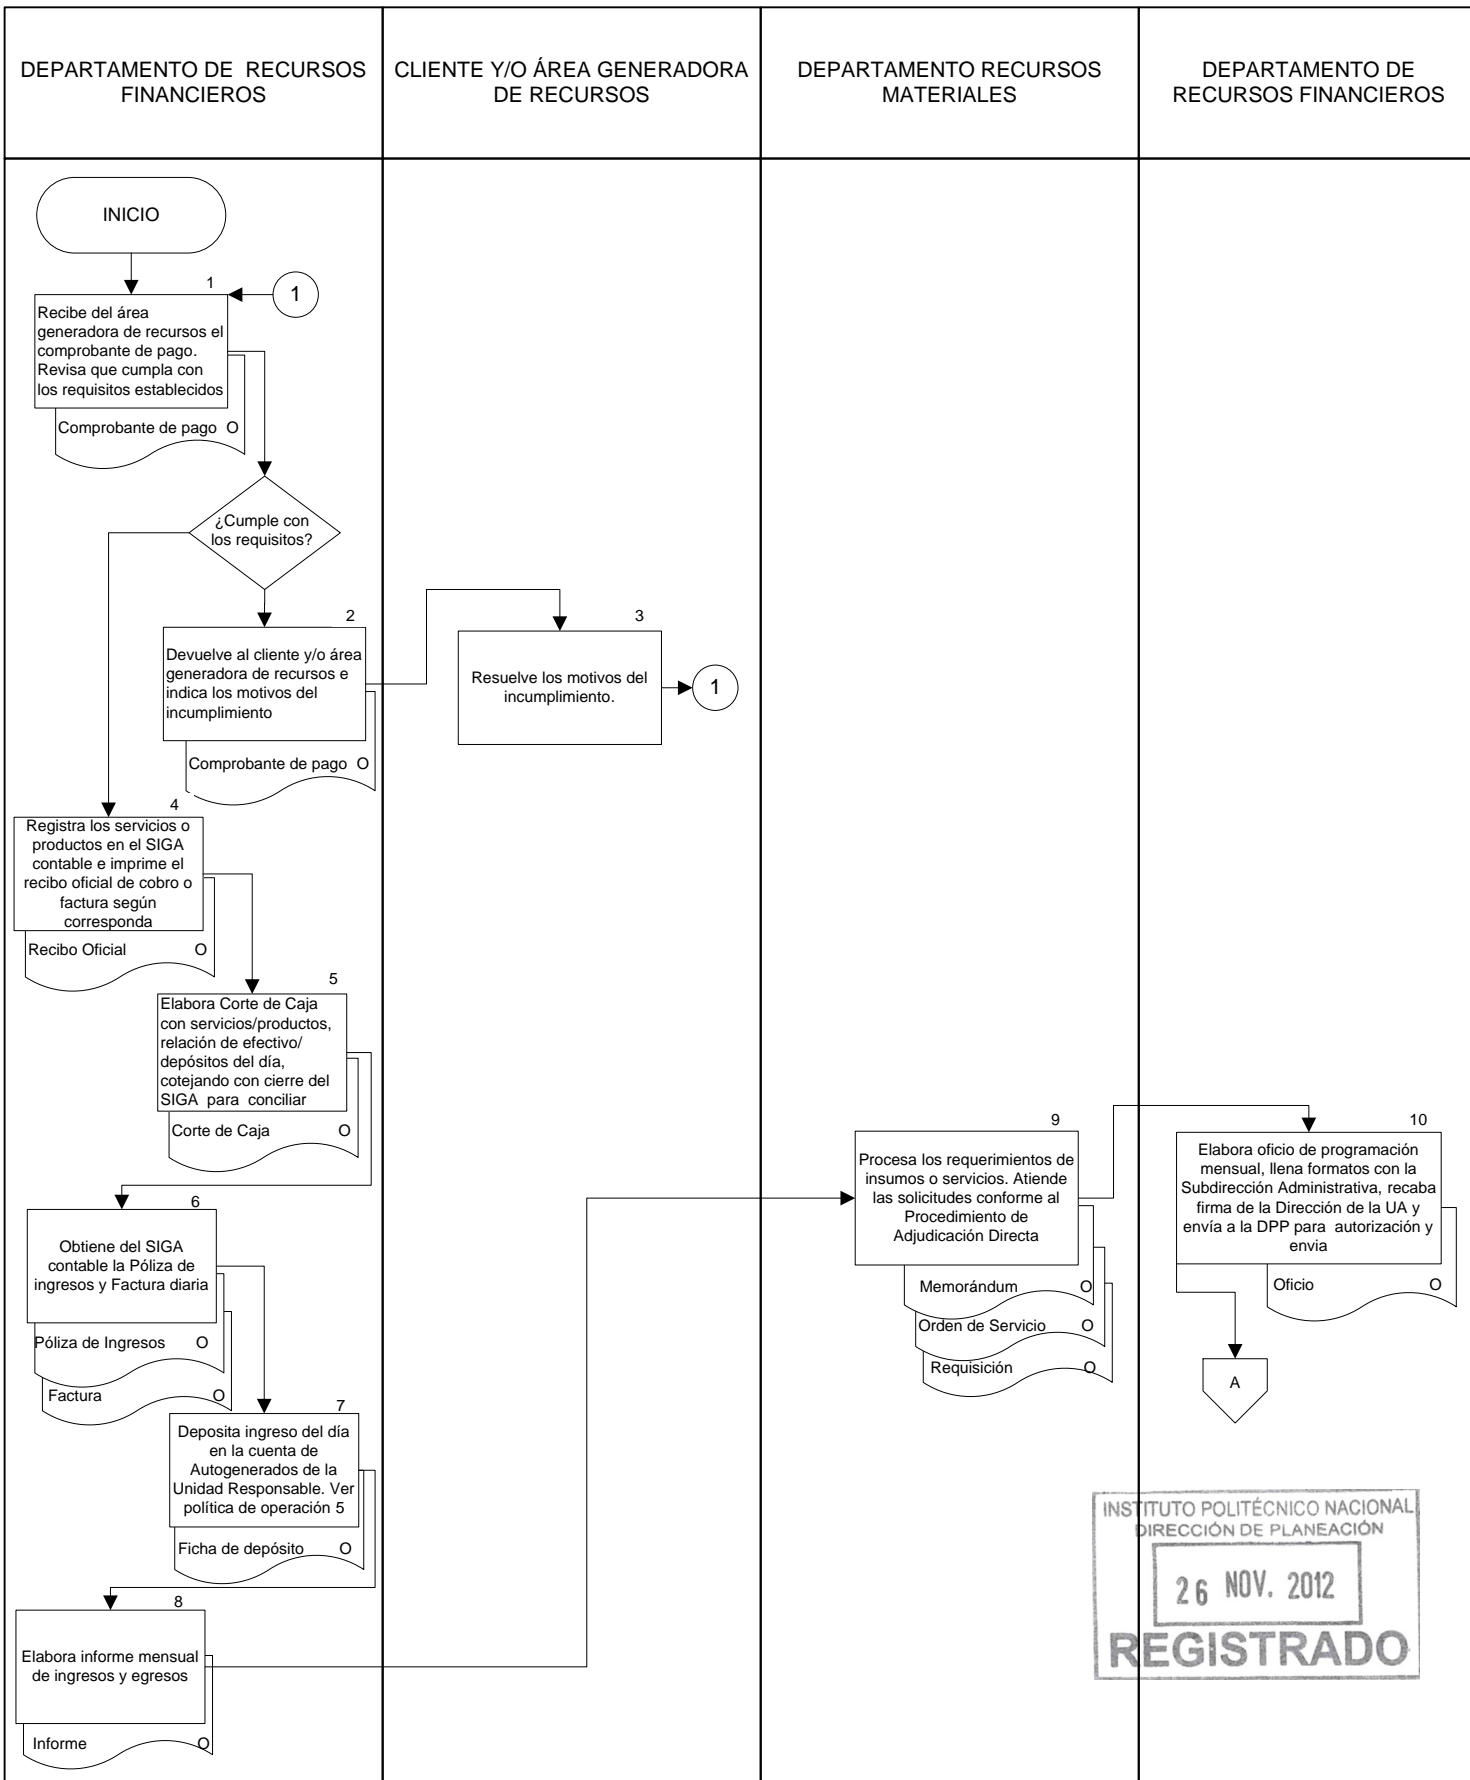 DEPARTAMENTO DE RECURSOS
FINANCIEROS
CLIENTE Y/O ÁREA GENERADORA
DE RECURSOS
DEPARTAMENTO RECURSOS
MATERIALES
DEPARTAMENTO DE
RECURSOS FINANCIEROS
INICIO
1
1
Recibe del área
generadora de recursos el
comprobante de pago.
Revisa que cumpla con
los requisitos establecidos
Comprobante de pago O
¿Cumple con
los requisitos?
2
Devuelve al cliente y/o área
generadora de recursos e
indica los motivos del
incumplimiento
Comprobante de pago O
3
Resuelve los motivos del
incumplimiento.
1
4
Registra los servicios o
productos en el SIGA
contable e imprime el
recibo oficial de cobro o
factura según
corresponda
Recibo Oficial O
5
Elabora Corte de Caja
con servicios/productos,
relación de efectivo/
depósitos del día,
cotejando con cierre del
SIGA para conciliar
Corte de Caja O
6
Obtiene del SIGA
contable la Póliza de
ingresos y Factura diaria
Póliza de Ingresos O
Factura O
7
Deposita ingreso del día
en la cuenta de
Autogenerados de la
Unidad Responsable. Ver
política de operación 5
Ficha de depósito O
8
Elabora informe mensual
de ingresos y egresos
Informe O
9
Procesa los requerimientos de
insumos o servicios. Atiende
las solicitudes conforme al
Procedimiento de
Adjudicación Directa
Memorándum O
Orden de Servicio O
Requisición O
10
Elabora oficio de programación
mensual, llena formatos con la
Subdirección Administrativa, recaba
firma de la Dirección de la UA y
envía a la DPP para autorización y
envia
Oficio O
A
INSTITUTO POLITÉCNICO NACIONAL
DIRECCIÓN DE PLANEACIÓN
26 NOV. 2012
REGISTRADO